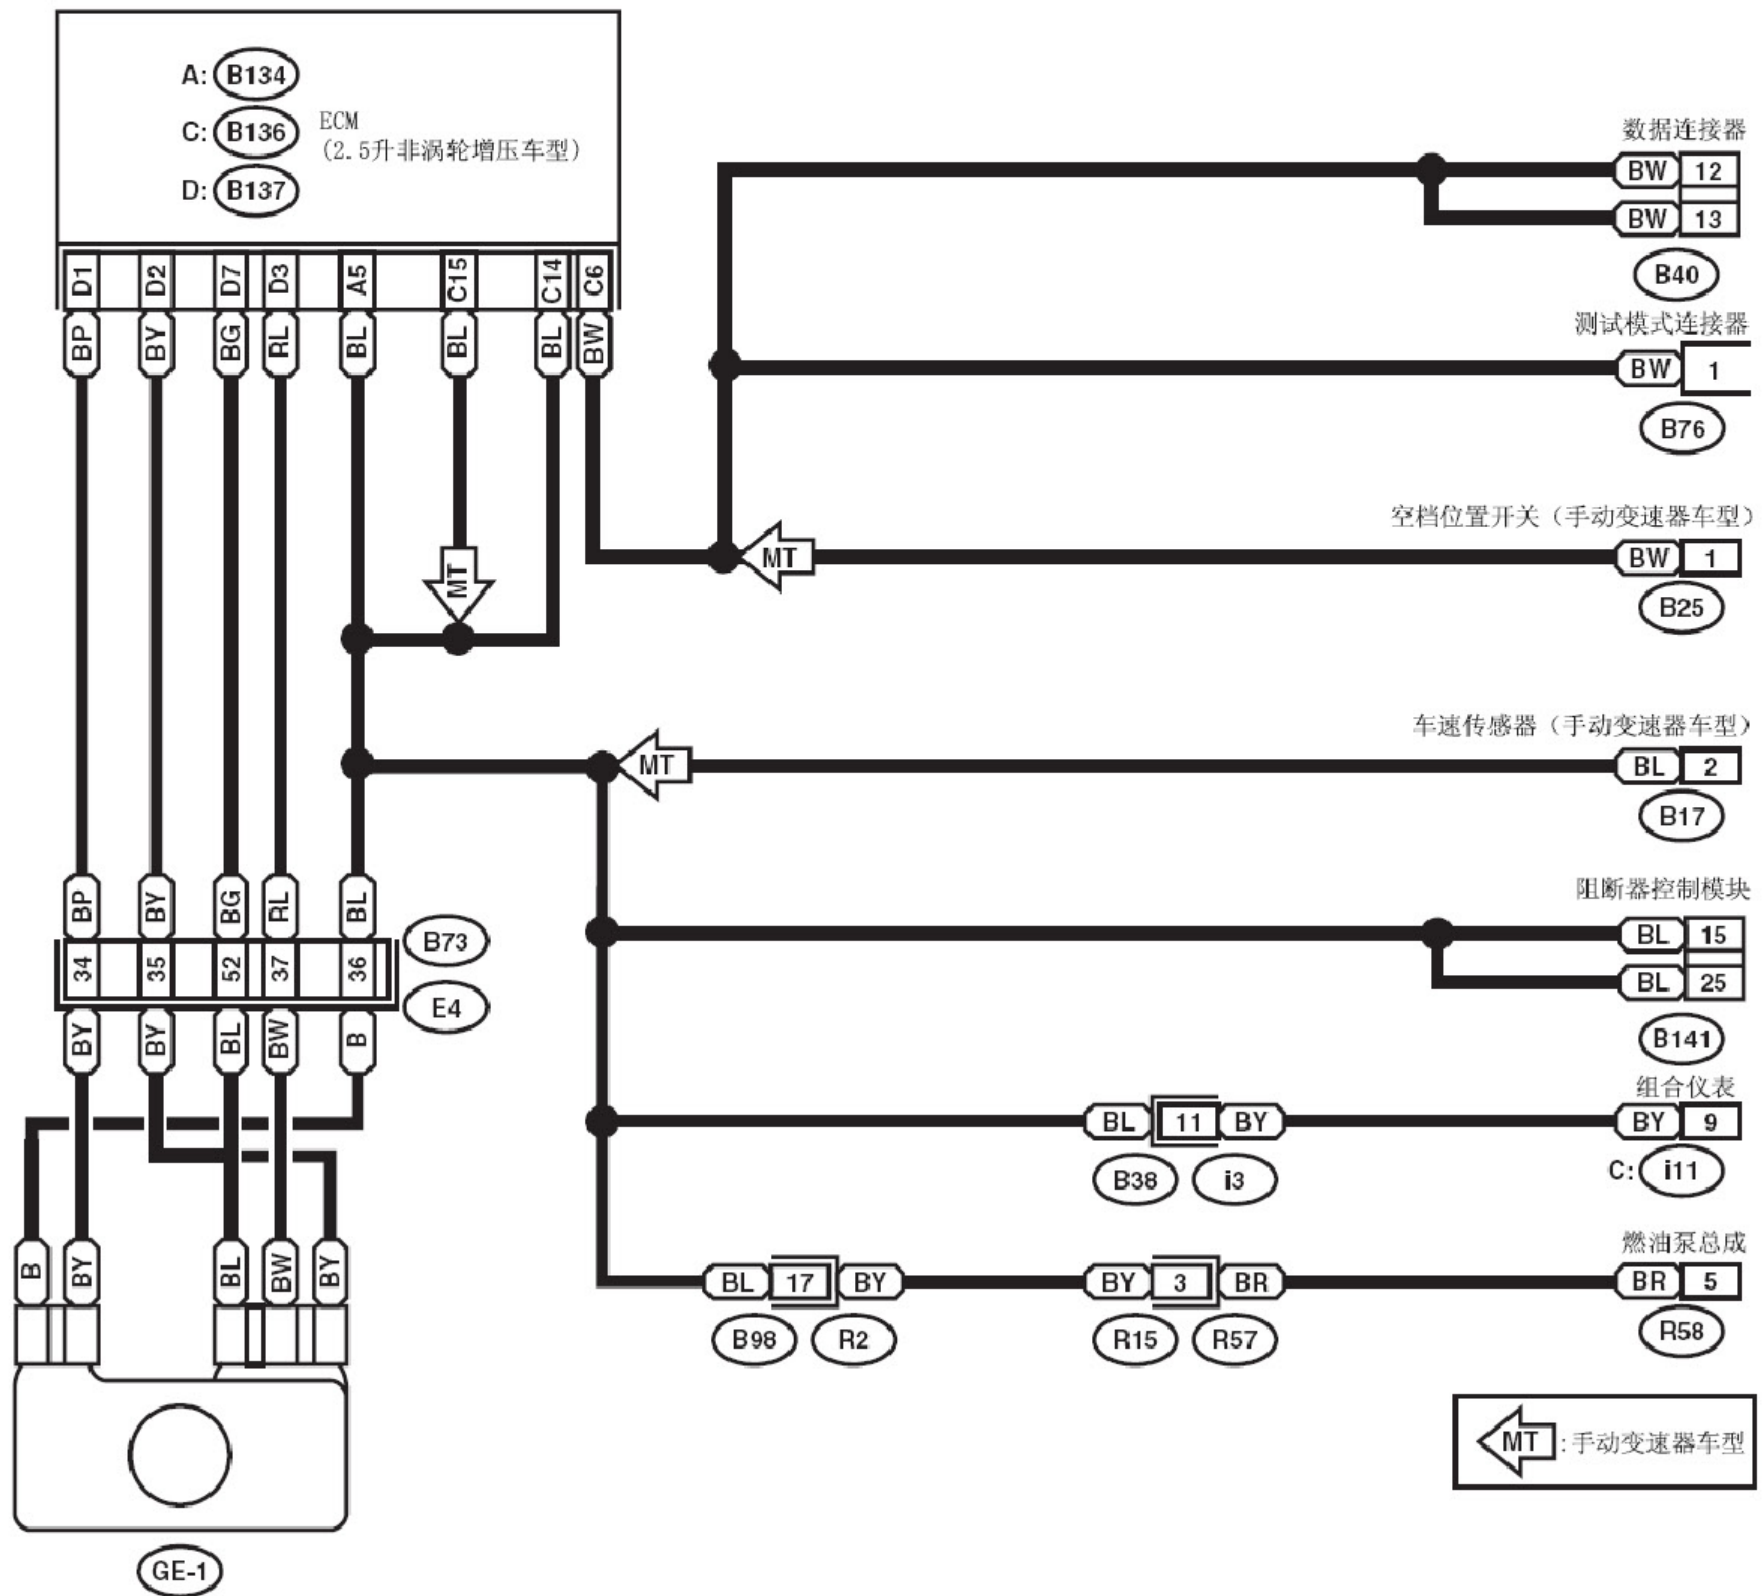 A: B134
C: B136
D: B137
ECM
(2.5升非涡轮增压车型)
D1 D2 D7 D3 A5 C15 C14 C6
BP BY BG RL BL BL BL BW
数据连接器
BW 12
BW 13
B40
测试模式连接器
BW 1
B76
空档位置开关（手动变速器车型）
MT BW 1
B25
MT
车速传感器（手动变速器车型）
MT BL 2
B17
阻断器控制模块
BL 15
BL 25
B141
BP BY BG RL BL
34 35 52 37 36
B73
E4
BY BY BL BW B
组合仪表
BL 11 BY BY 9
B38 i3 C: i11
B BY BL BW BY
燃油泵总成
BL 17 BY BY 3 BR BR 5
B98 R2 R15 R57 R58
MT :手动变速器车型
GE-1